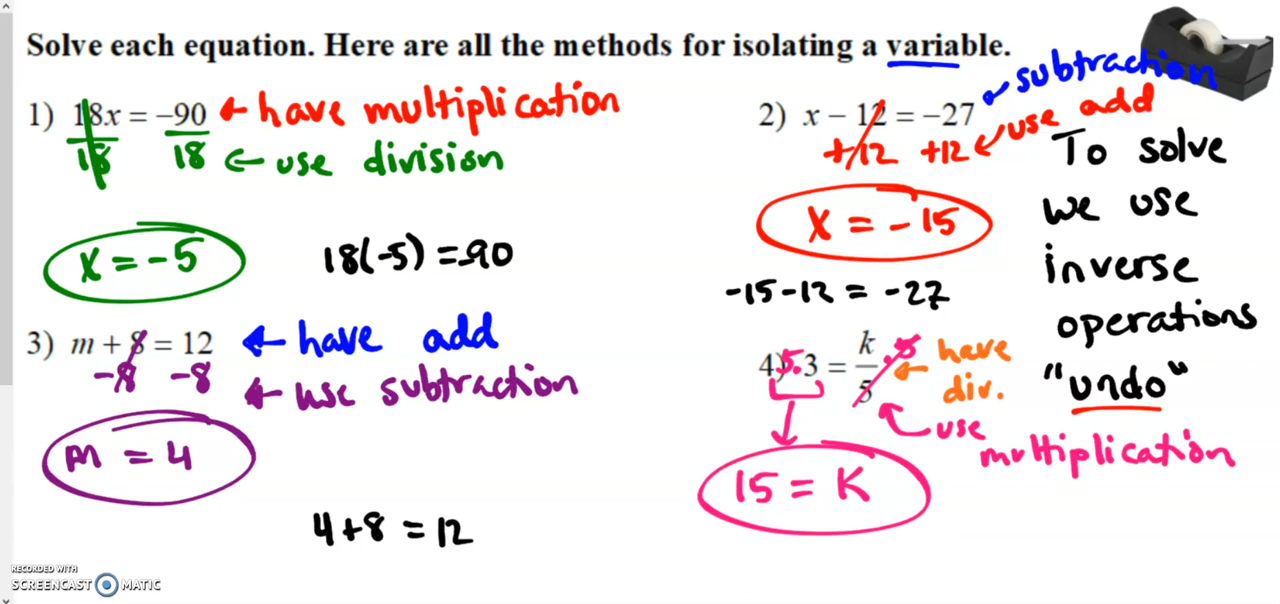 Solve each equation. Here are all the methods for isolating a variable.
1) 18x = -90 ← have multiplication
18 18 ← use division
x = -5
18(-5) = -90
2) x - 12 = -27 subtraction
+12 +12 use add
x = -15
-15-12 = -27
3) m + 8 = 12 ← have add
-8 -8 ← use subtraction
m = 4
4+8 = 12
4) 5·3 = k/5 ·5 ← have div.
use multiplication
15 = K
To solve
we use
inverse
operations
"undo"
RECORDED WITH
SCREENCAST MATIC